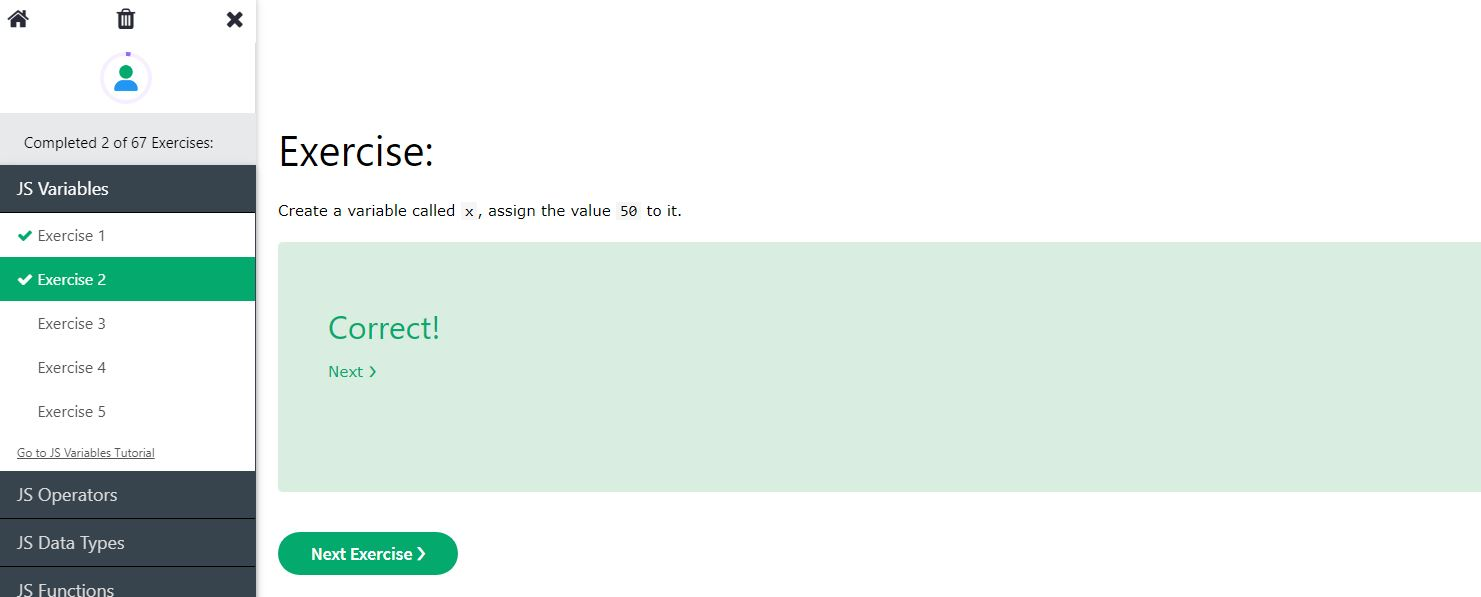 Completed 2 of 67 Exercises:
JS Variables
Exercise 1
Exercise 2
Exercise 3
Exercise 4
Exercise 5
Go to JS Variables Tutorial
JS Operators
JS Data Types
JS Functions
Exercise:
Create a variable called x, assign the value 50 to it.
Correct!
Next ❯
Next Exercise ❯